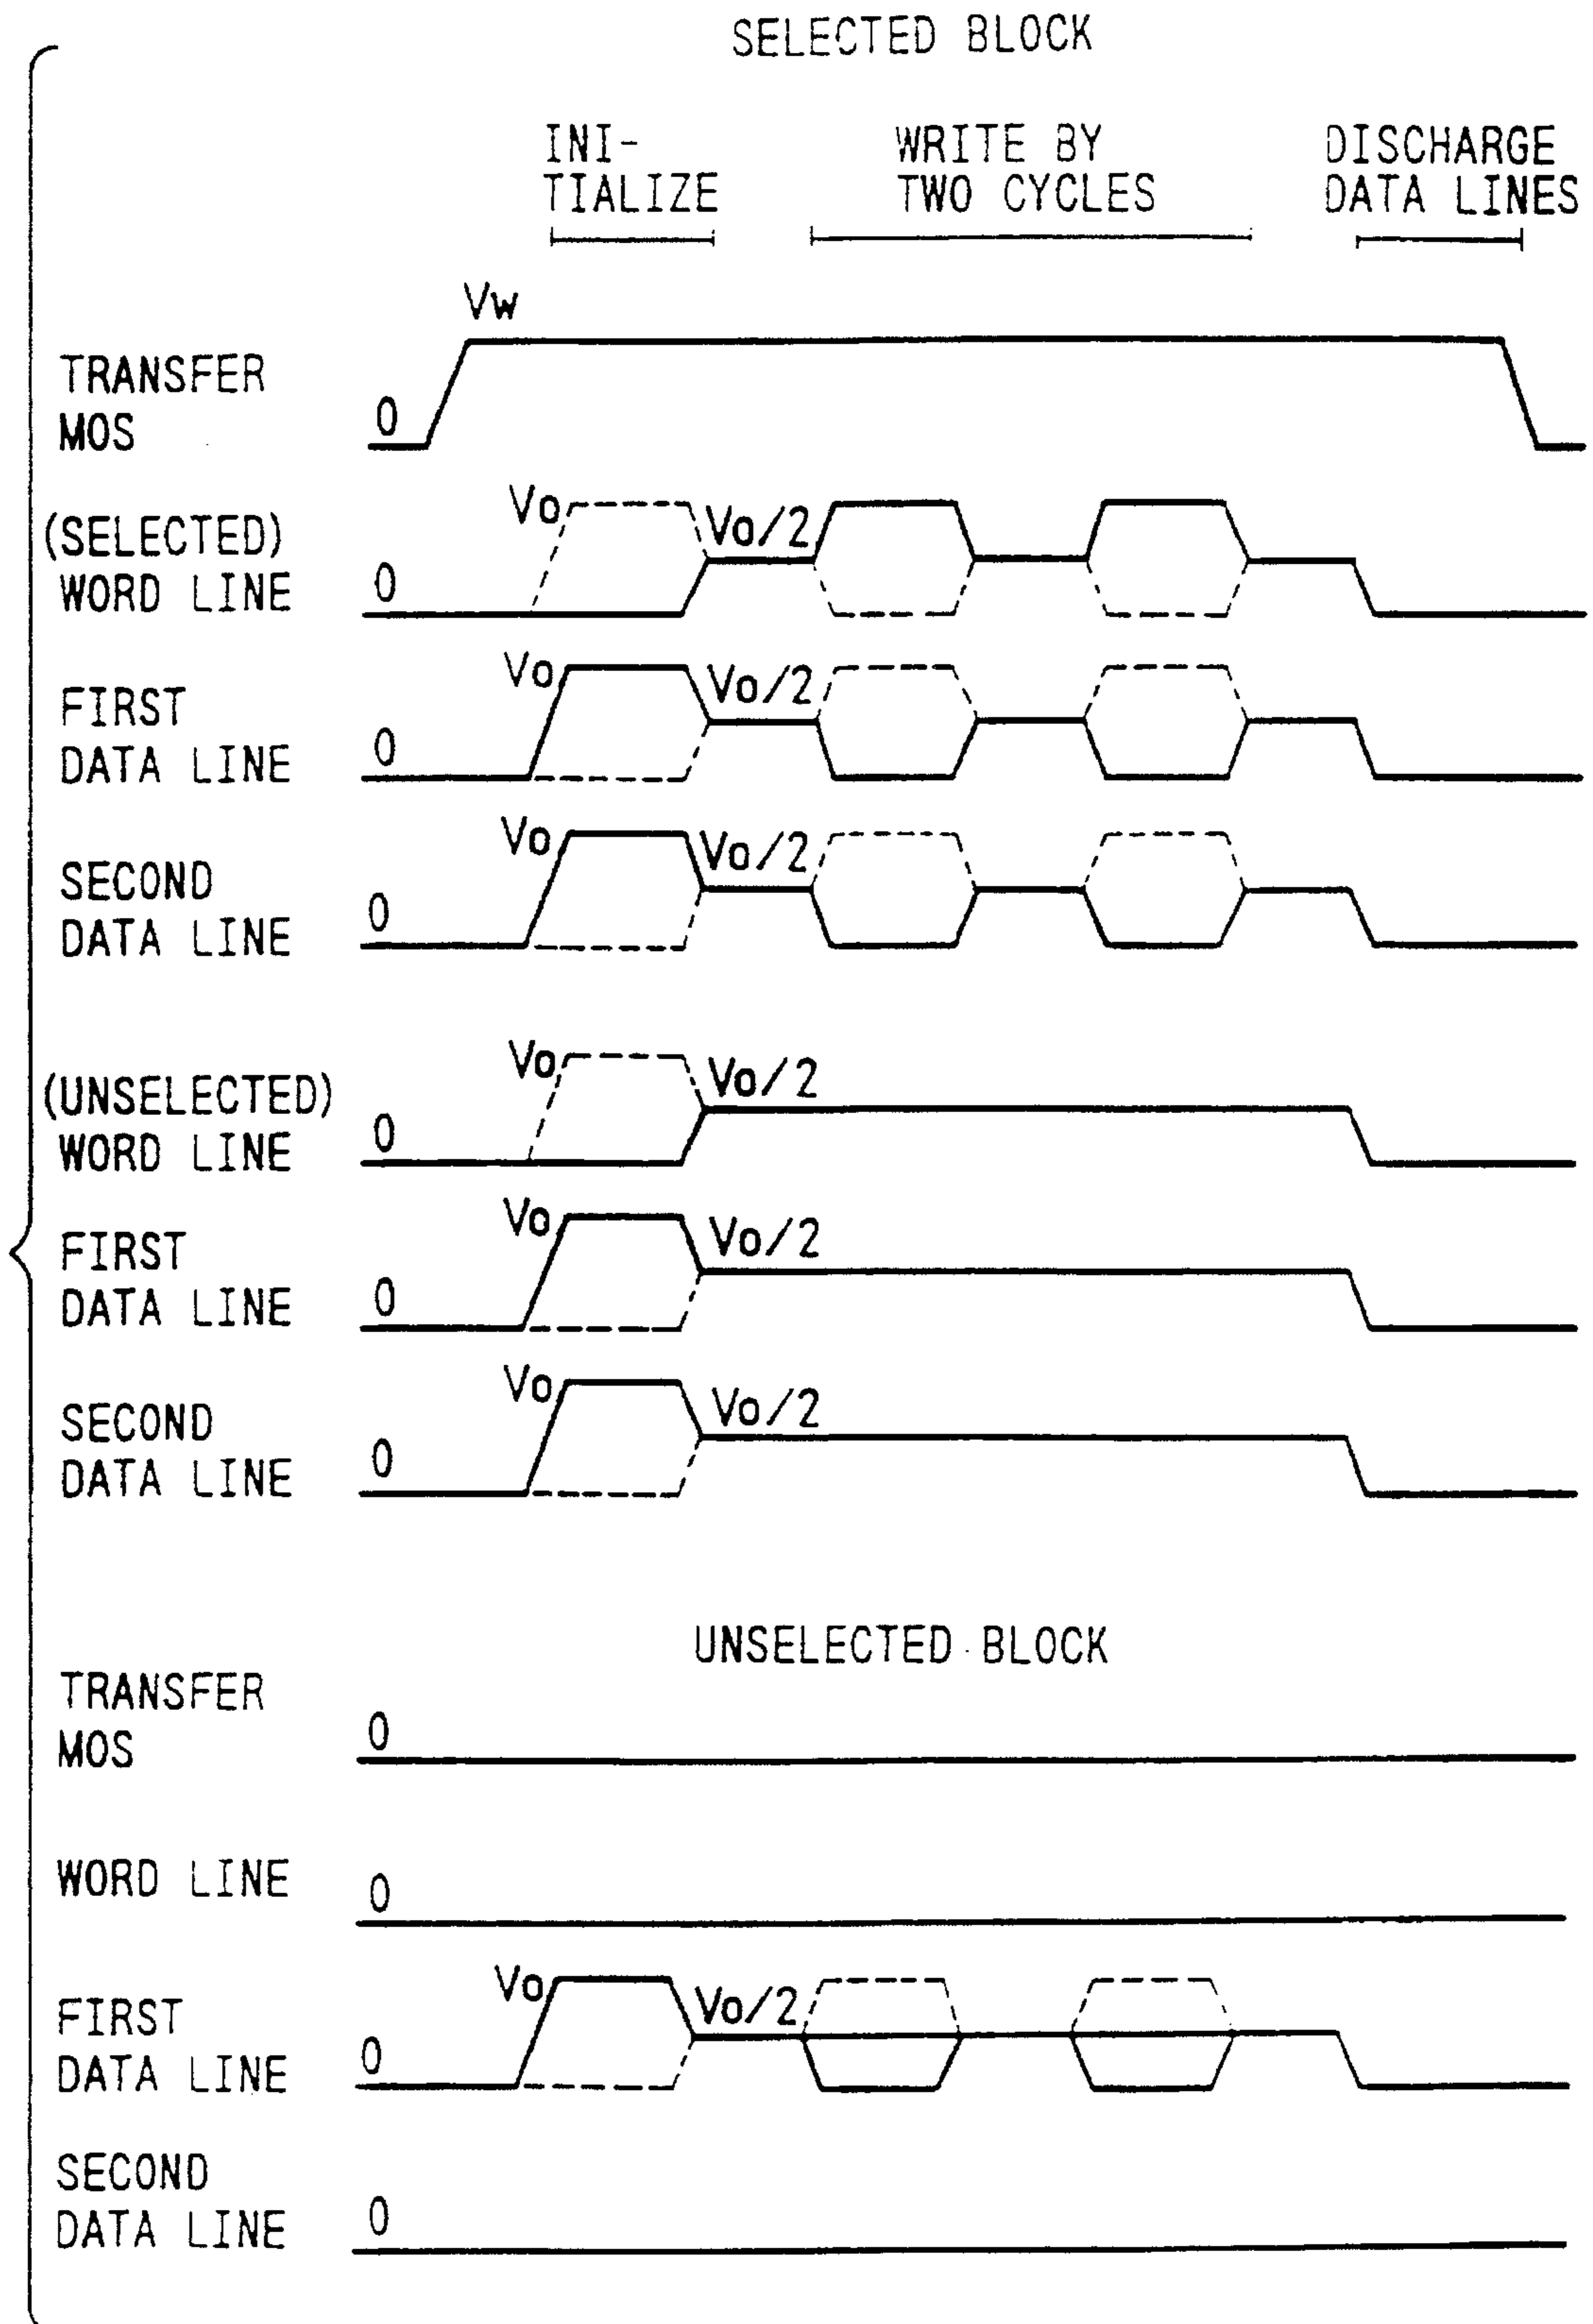 SELECTED BLOCK
INI-
TIALIZE
WRITE BY
TWO CYCLES
DISCHARGE
DATA LINES
Vw
TRANSFER
MOS
0
(SELECTED)
WORD LINE
0
Vo
Vo/2
FIRST
DATA LINE
0
Vo
Vo/2
SECOND
DATA LINE
0
Vo
Vo/2
(UNSELECTED)
WORD LINE
0
Vo
Vo/2
FIRST
DATA LINE
0
Vo
Vo/2
SECOND
DATA LINE
0
Vo
Vo/2
UNSELECTED BLOCK
TRANSFER
MOS
0
WORD LINE
0
FIRST
DATA LINE
0
Vo
Vo/2
SECOND
DATA LINE
0